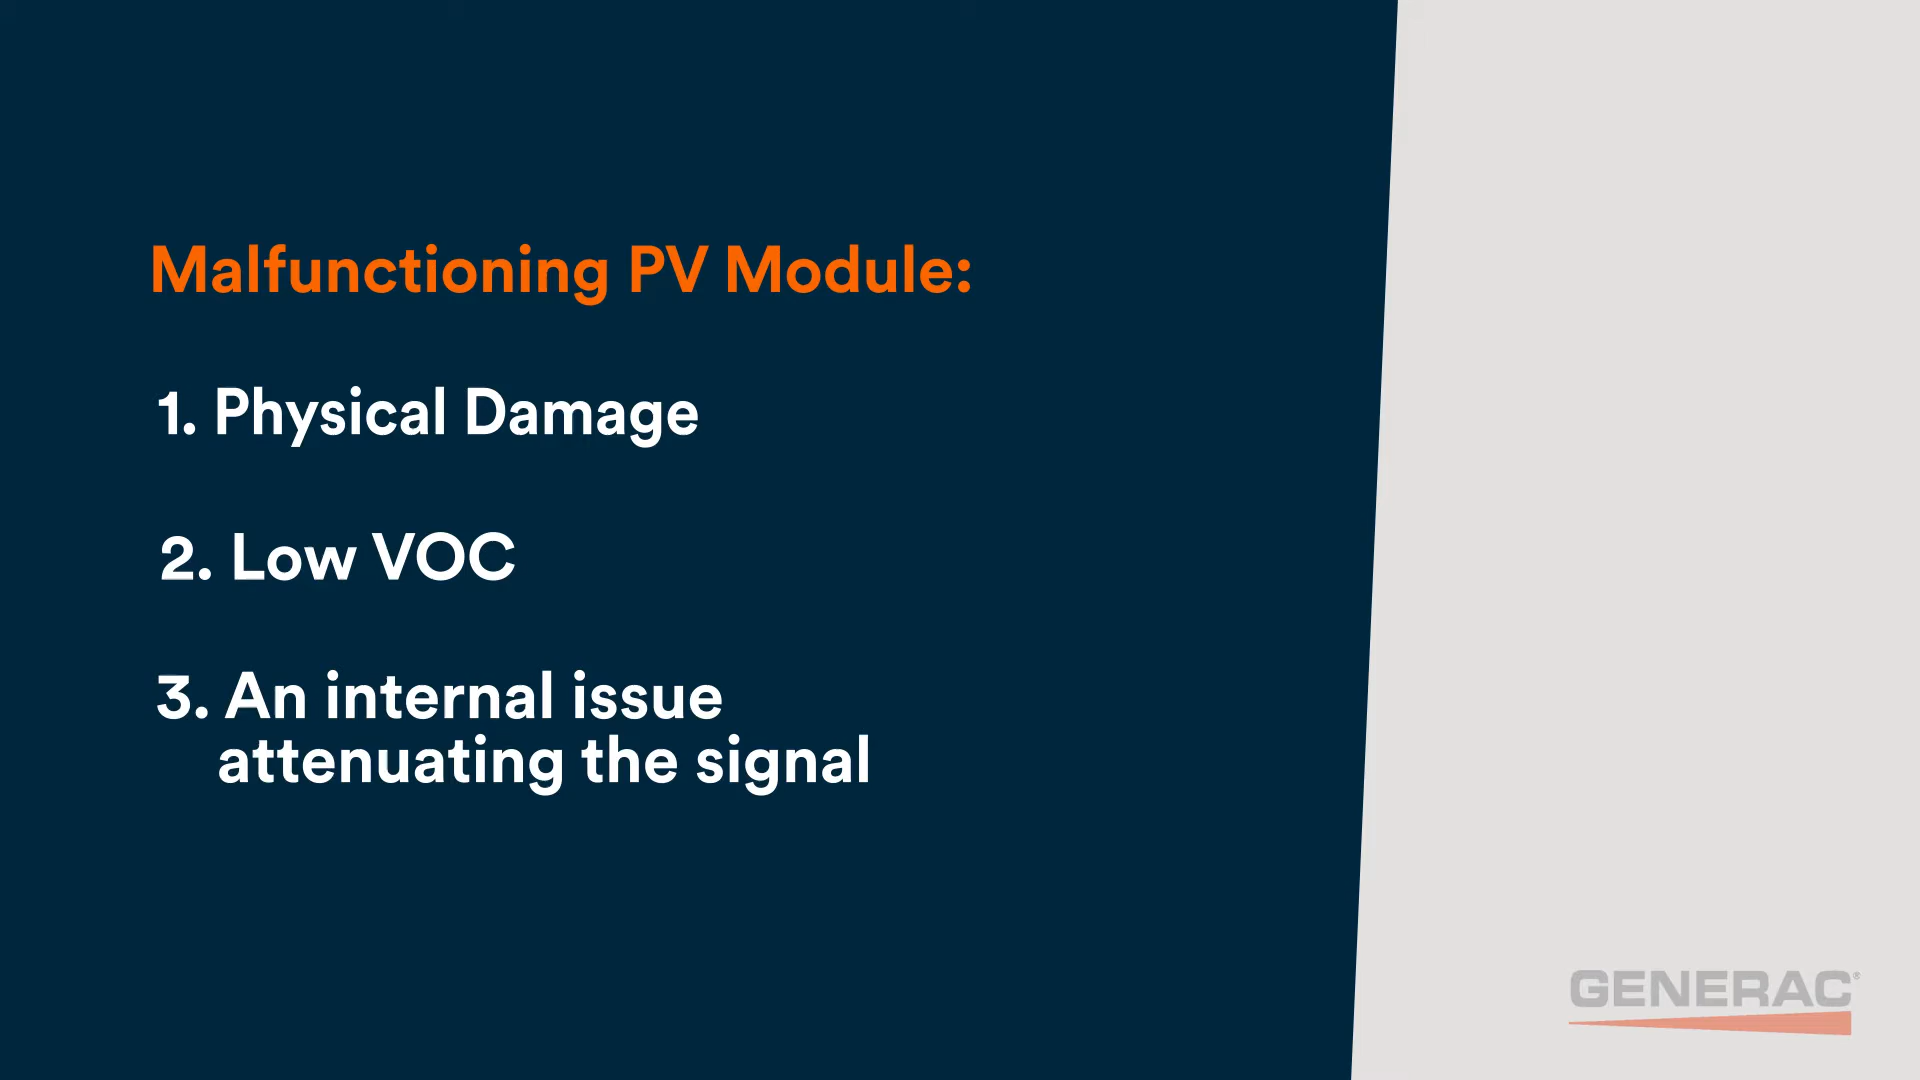 Malfunctioning PV Module:
1. Physical Damage
2. Low VOC
3. An internal issue
attenuating the signal
GENERAC®